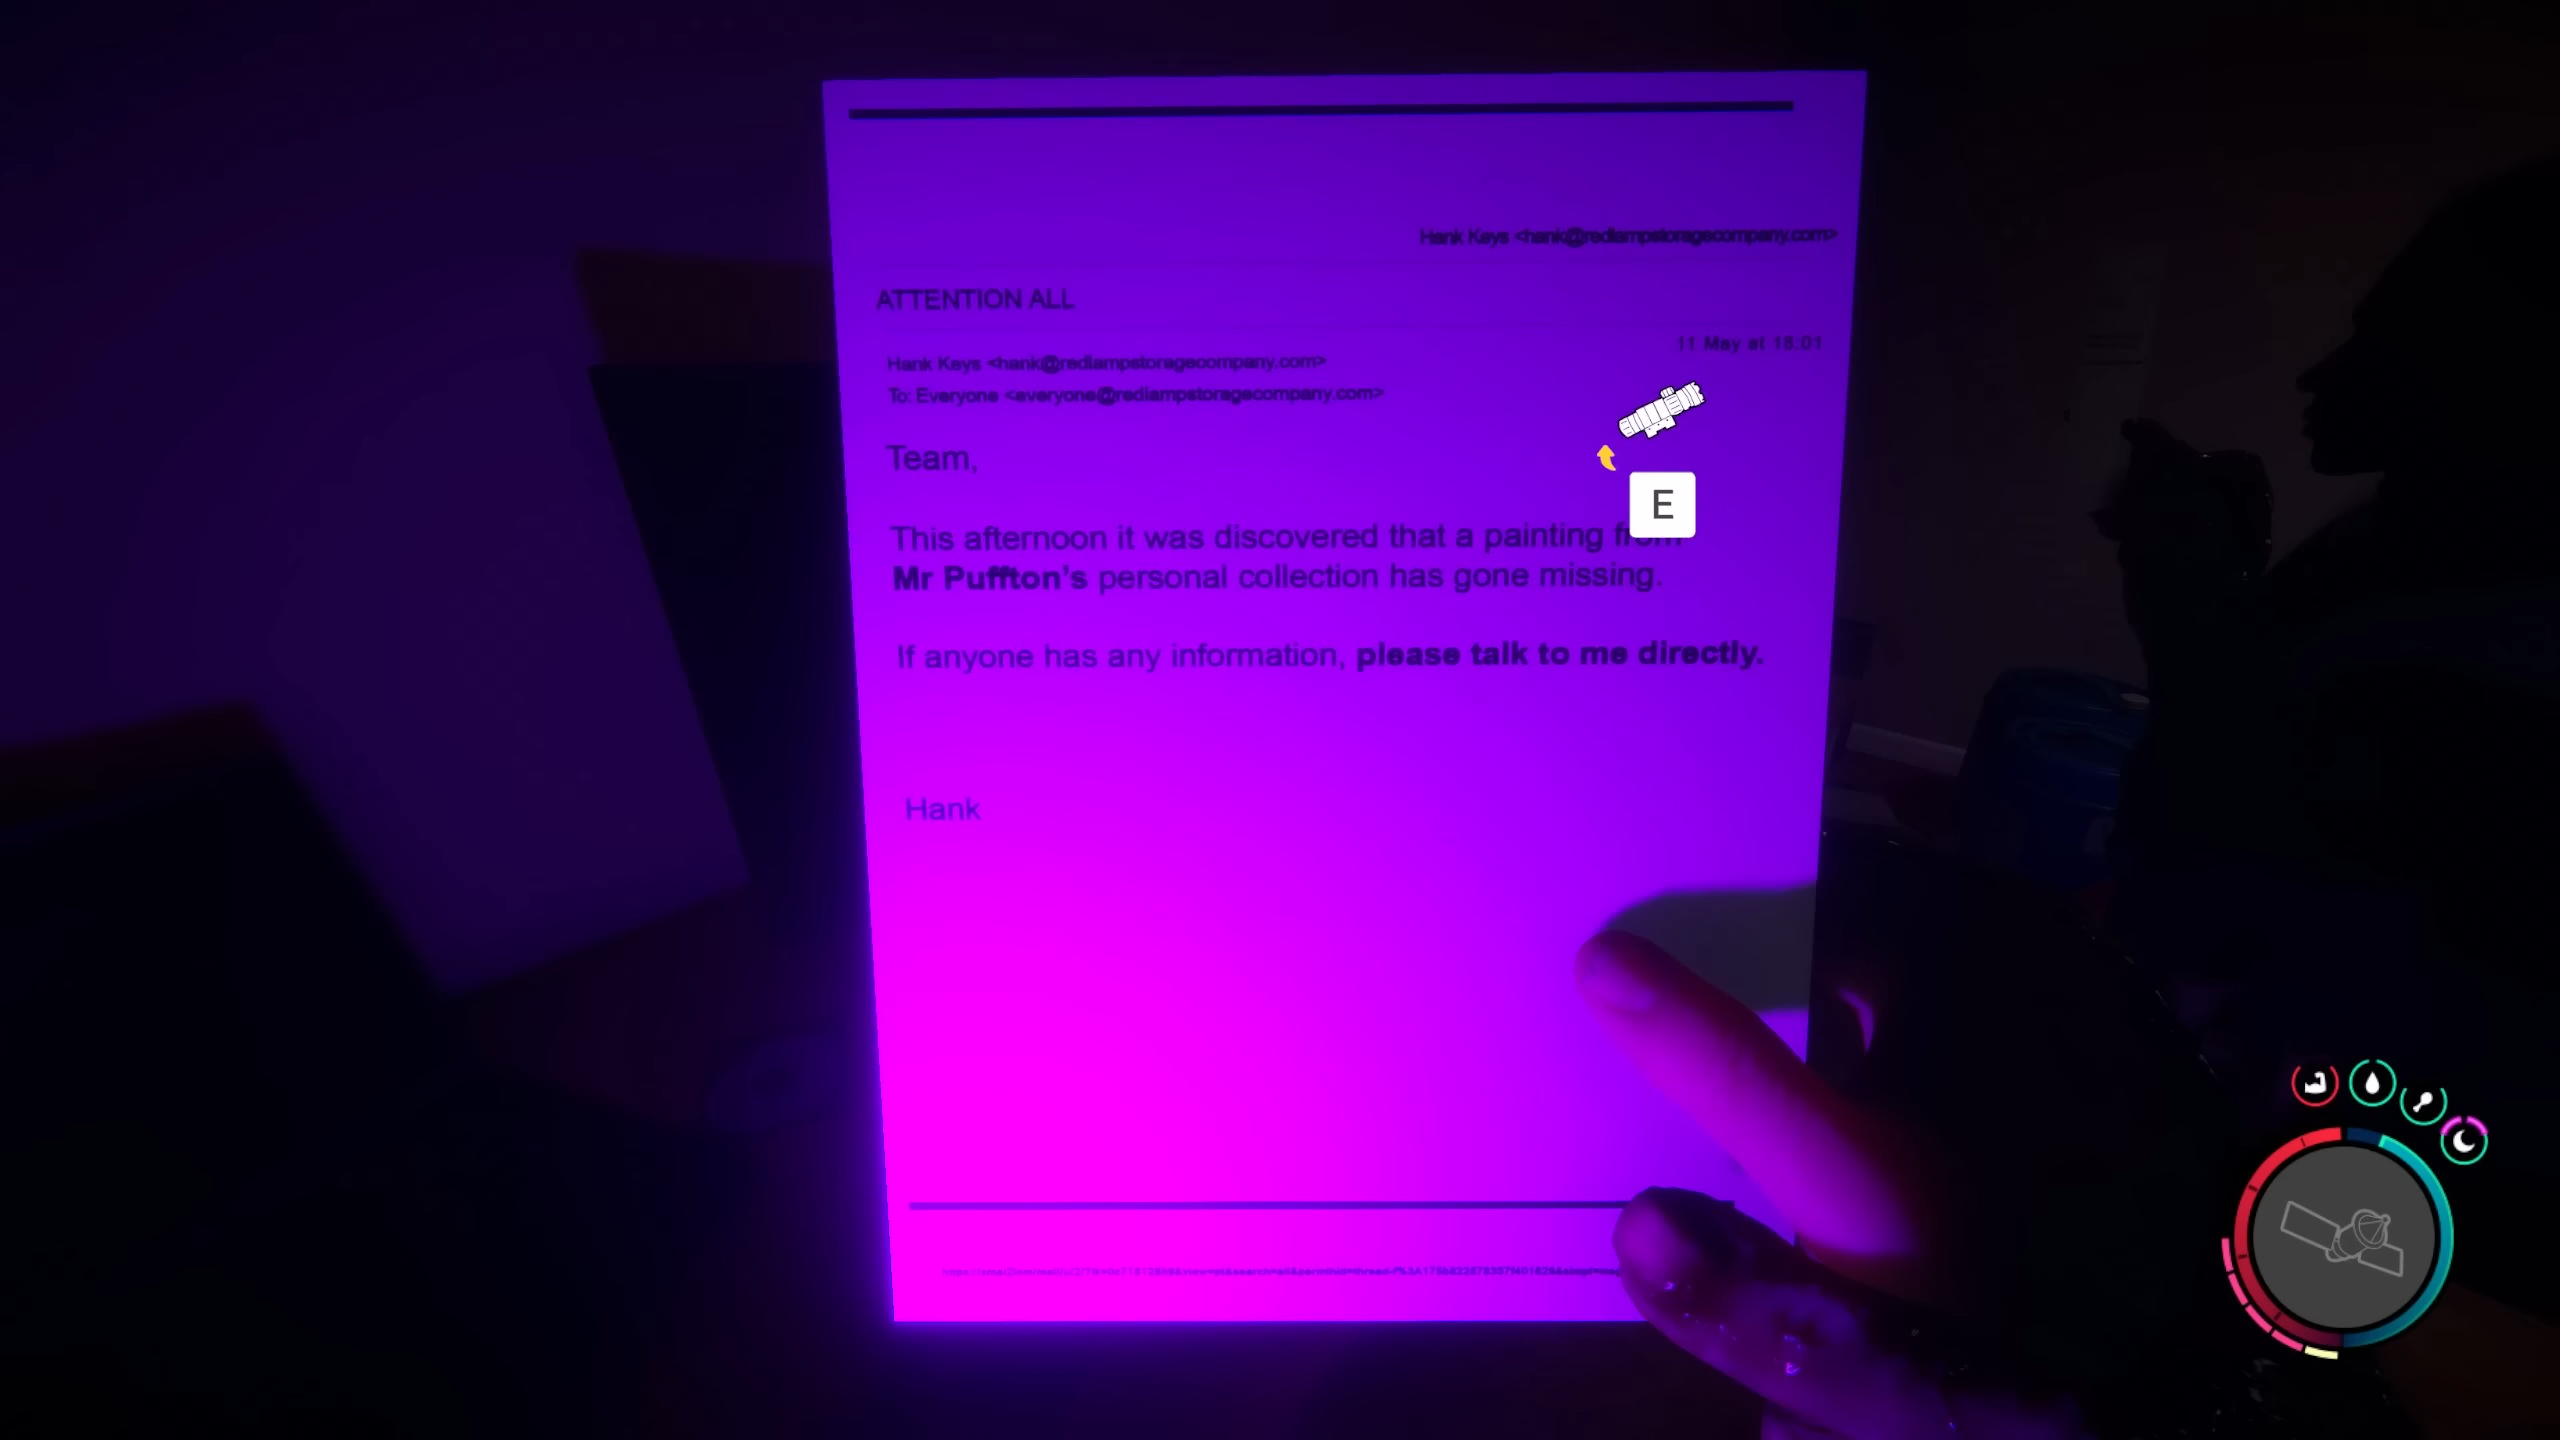 Hank Keys <hank@redlampstoragecompany.com>
ATTENTION ALL
11 May at 18:01
Hank Keys <hank@redlampstoragecompany.com>
To: Everyone <everyone@redlampstoragecompany.com>
Team,
E
This afternoon it was discovered that a painting from
Mr Puffton's personal collection has gone missing.
If anyone has any information, please talk to me directly.
Hank